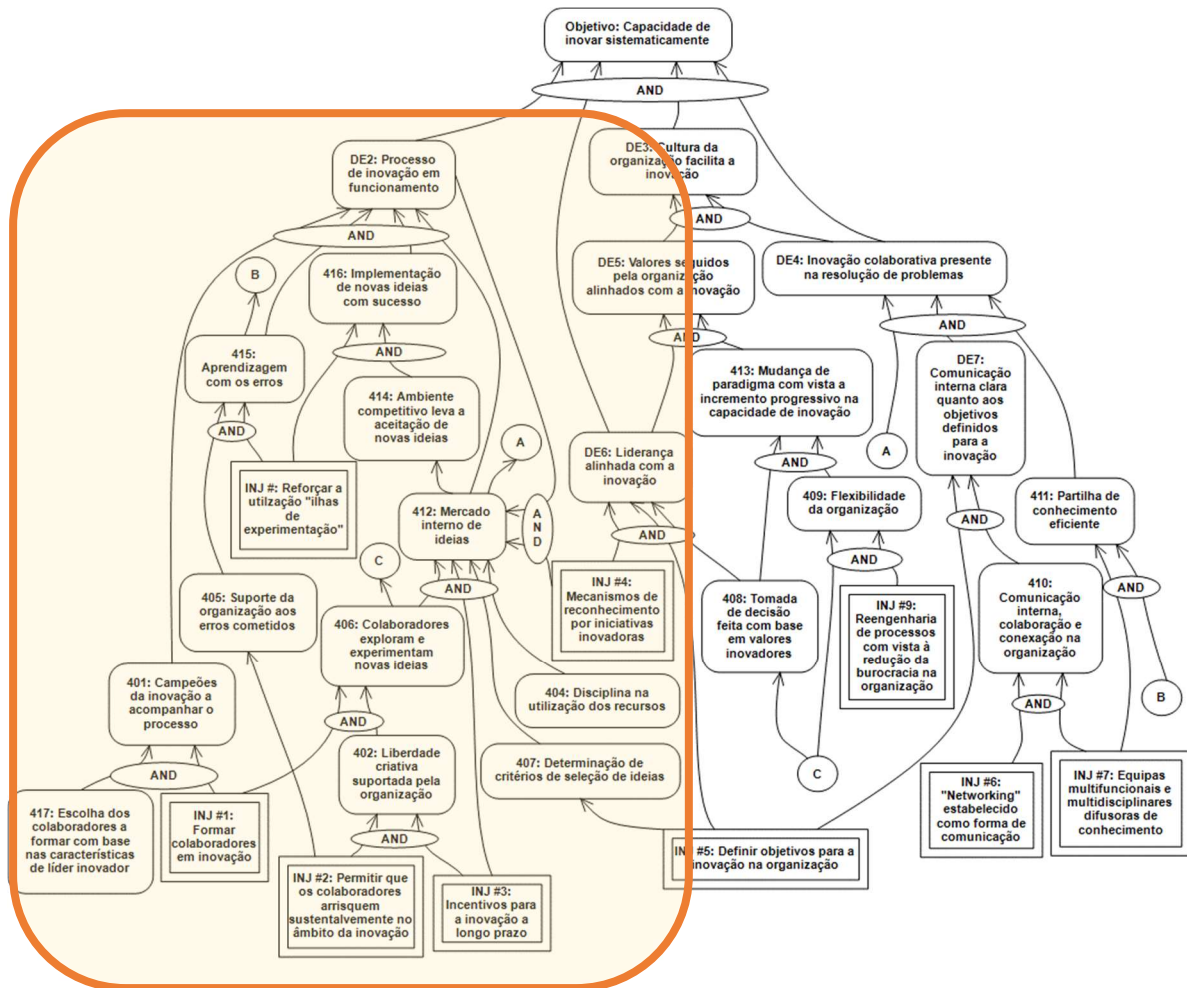 Objetivo: Capacidade de
inovar sistematicamente
AND
DE2: Processo
de inovação em
funcionamento
AND
DE3: Cultura da
organização facilita a
inovação
AND
B
416: Implementação
de novas ideias
com sucesso
DE5: Valores seguidos
pela organização
alinhados com a inovação
DE4: Inovação colaborativa presente
na resolução de problemas
AND
AND
AND
415:
Aprendizagem
com os erros
414: Ambiente
competitivo leva a
aceitação de
novas ideias
413: Mudança de
paradigma com vista a
incremento progressivo na
capacidade de inovação
DE7:
Comunicação
interna clara
quanto aos
objetivos
definidos
para a
inovação
AND
A
A
INJ #: Reforçar a
utilzação "ilhas
de
experimentação"
DE6: Liderança
alinhada com a
inovação
AND
409: Flexibilidade
da organização
411: Partilha de
conhecimento
eficiente
412: Mercado
interno de
ideias
A
N
D
AND
AND
AND
C
AND
INJ #4:
Mecanismos de
reconhecimento
por iniciativas
inovadoras
408: Tomada
de decisão
feita com base
em valores
inovadores
INJ #9:
Reengenharia
de processos
com vista à
redução da
burocracia na
organização
410:
Comunicação
interna,
colaboração e
conexação na
organização
AND
405: Suporte da
organização aos
erros cometidos
406: Colaboradores
exploram e
experimentam
novas ideias
401: Campeões
da inovação a
acompanhar o
processo
404: Disciplina na
utilização dos recursos
B
AND
AND
402: Liberdade
criativa
suportada pela
organização
407: Determinação de
critérios de seleção de ideias
C
AND
417: Escolha dos
colaboradores a
formar com base
nas características
de líder inovador
INJ #1:
Formar
colaboradores
em inovação
AND
INJ #6:
"Networking"
estabelecido
como forma de
comunicação
INJ #7: Equipas
multifuncionais e
multidisciplinares
difusoras de
conhecimento
INJ #5: Definir objetivos para a
inovação na organização
INJ #2: Permitir que
os colaboradores
arrisquem
sustentalvemente no
âmbito da inovação
INJ #3:
Incentivos para
a inovação a
longo prazo